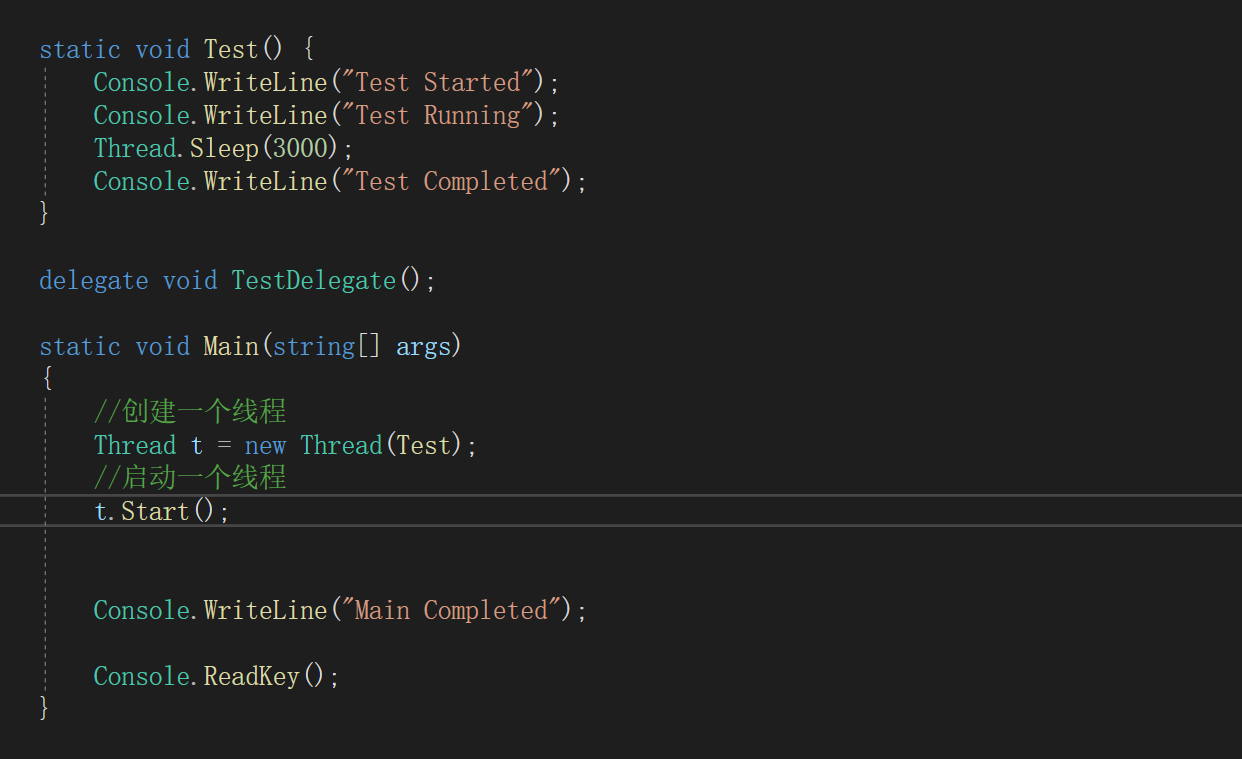 static void Test() {
Console.WriteLine("Test Started");
Console.WriteLine("Test Running");
Thread.Sleep(3000);
Console.WriteLine("Test Completed");
}
delegate void TestDelegate();
static void Main(string[] args)
{
//创建一个线程
Thread t = new Thread(Test);
//启动一个线程
t.Start();
Console.WriteLine("Main Completed");
Console.ReadKey();
}